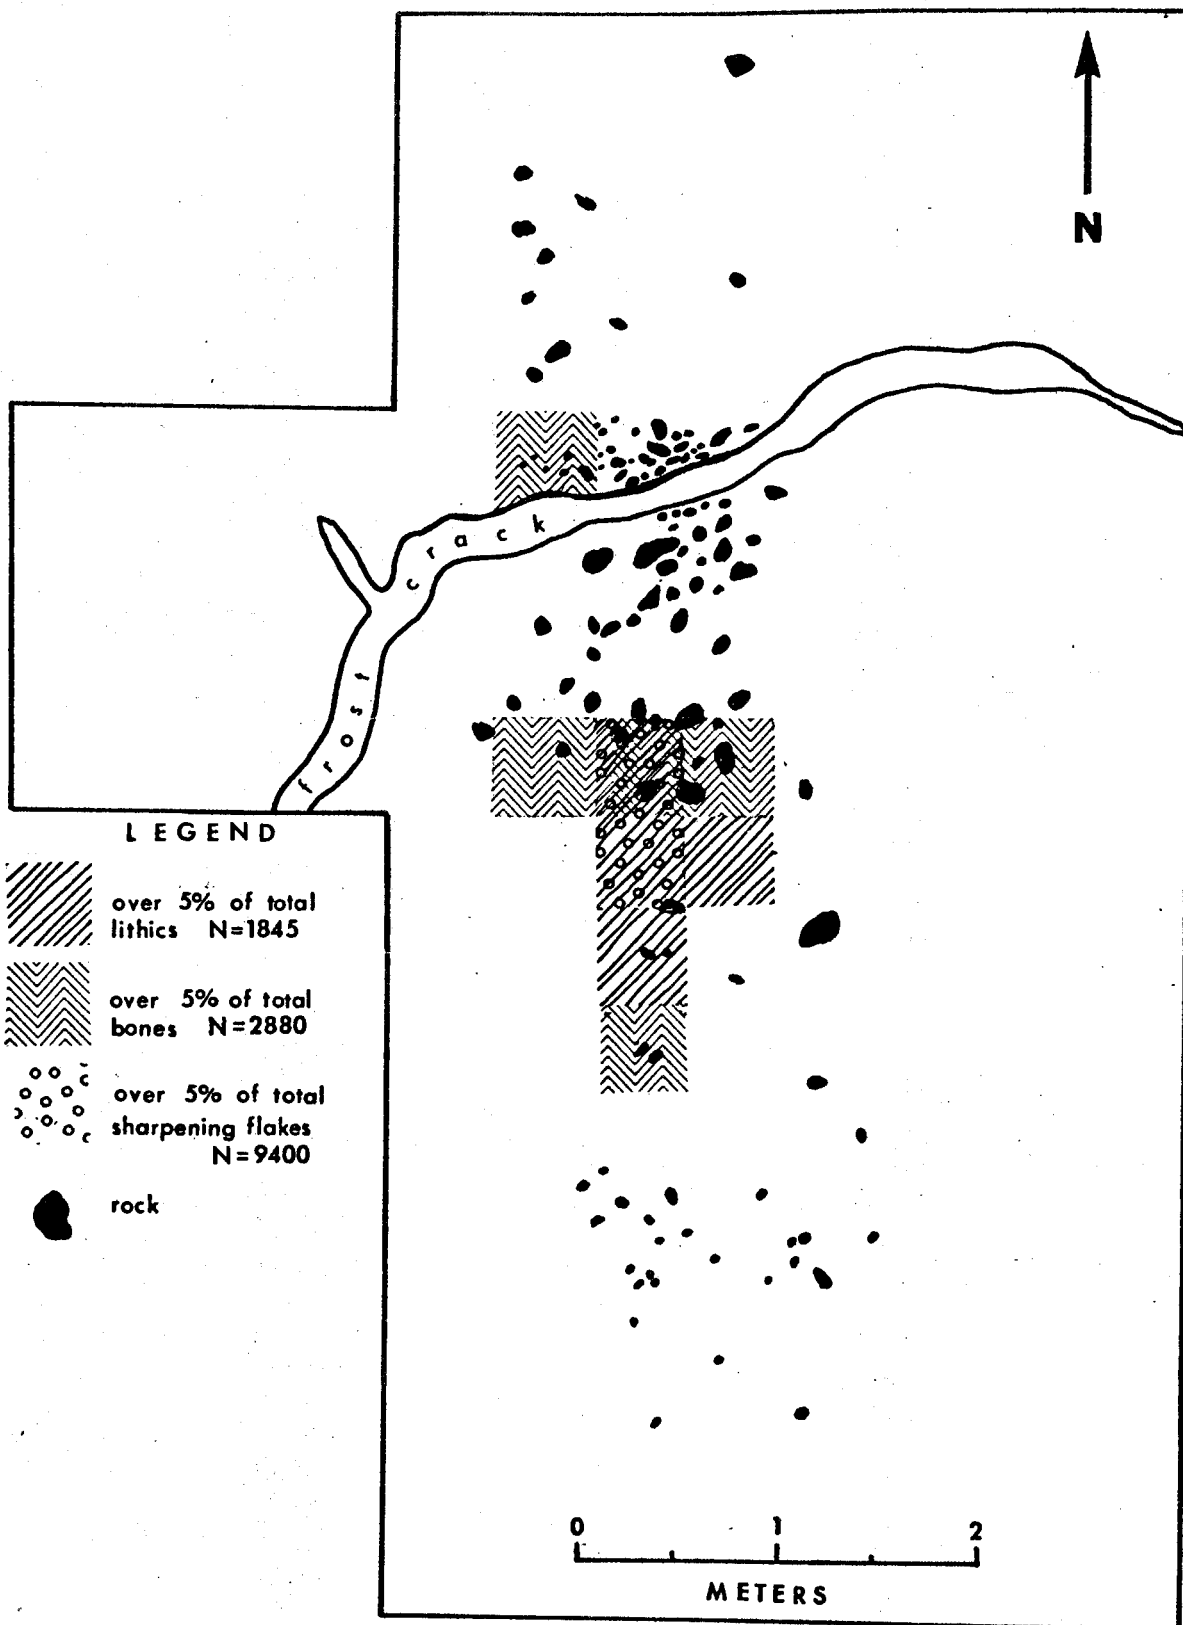 N
frost crack
LEGEND
over 5% of total
lithics N=1845
over 5% of total
bones N=2880
over 5% of total
sharpening flakes
N=9400
rock
0 1 2
METERS